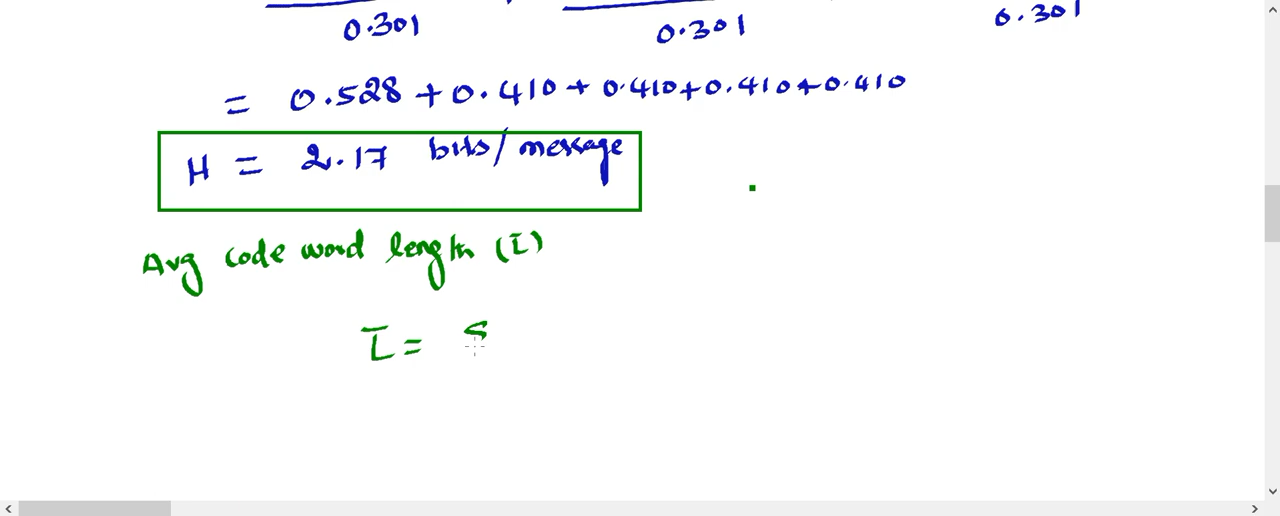 0.301 0.301 0.301
= 0.528 + 0.410 + 0.410 + 0.410 + 0.410
H = 2.17 bits/message
Avg code word length (L̅)
L̅ =